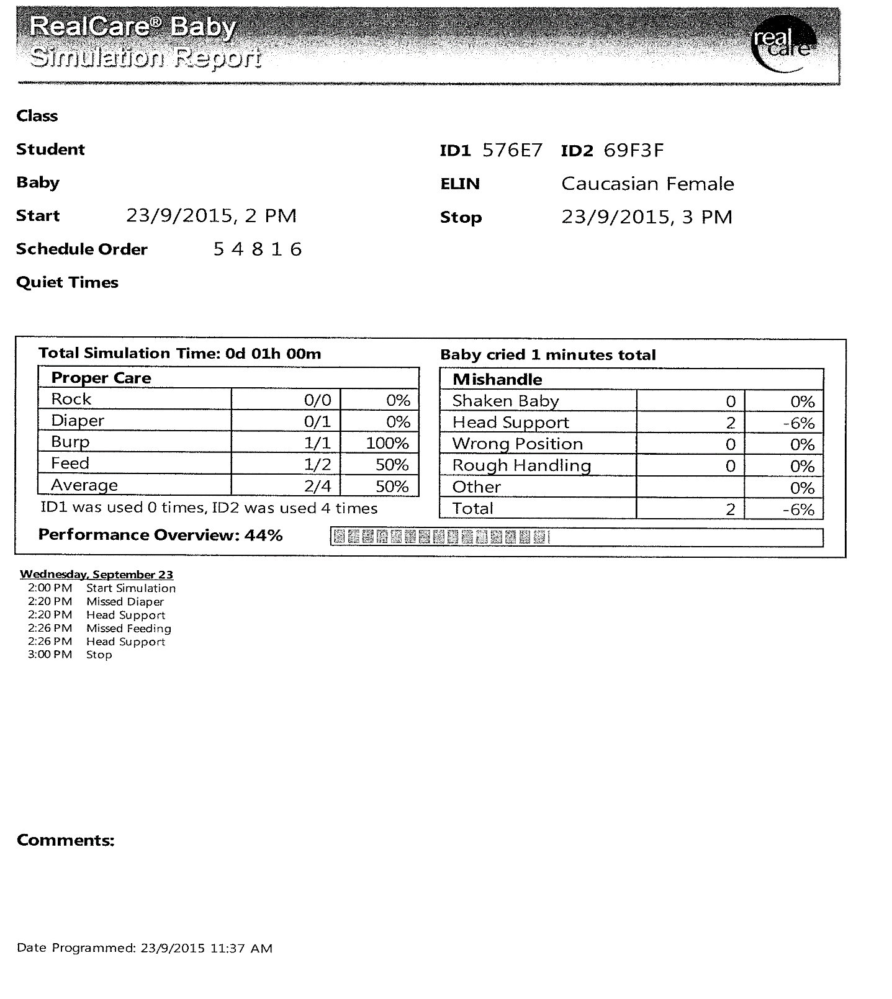 RealCare® Baby
Simulation Report
real
care®
Class
Student
ID1 576E7 ID2 69F3F
Baby
ELIN Caucasian Female
Start 23/9/2015, 2 PM
Stop 23/9/2015, 3 PM
Schedule Order 5 4 8 1 6
Quiet Times
Total Simulation Time: 0d 01h 00m
Proper Care
Rock 0/0 0%
Diaper 0/1 0%
Burp 1/1 100%
Feed 1/2 50%
Average 2/4 50%
ID1 was used 0 times, ID2 was used 4 times
Baby cried 1 minutes total
Mishandle
Shaken Baby 0 0%
Head Support 2 -6%
Wrong Position 0 0%
Rough Handling 0 0%
Other 0%
Total 2 -6%
Performance Overview: 44%
Wednesday, September 23
2:00 PM Start Simulation
2:20 PM Missed Diaper
2:20 PM Head Support
2:26 PM Missed Feeding
2:26 PM Head Support
3:00 PM Stop
Comments:
Date Programmed: 23/9/2015 11:37 AM